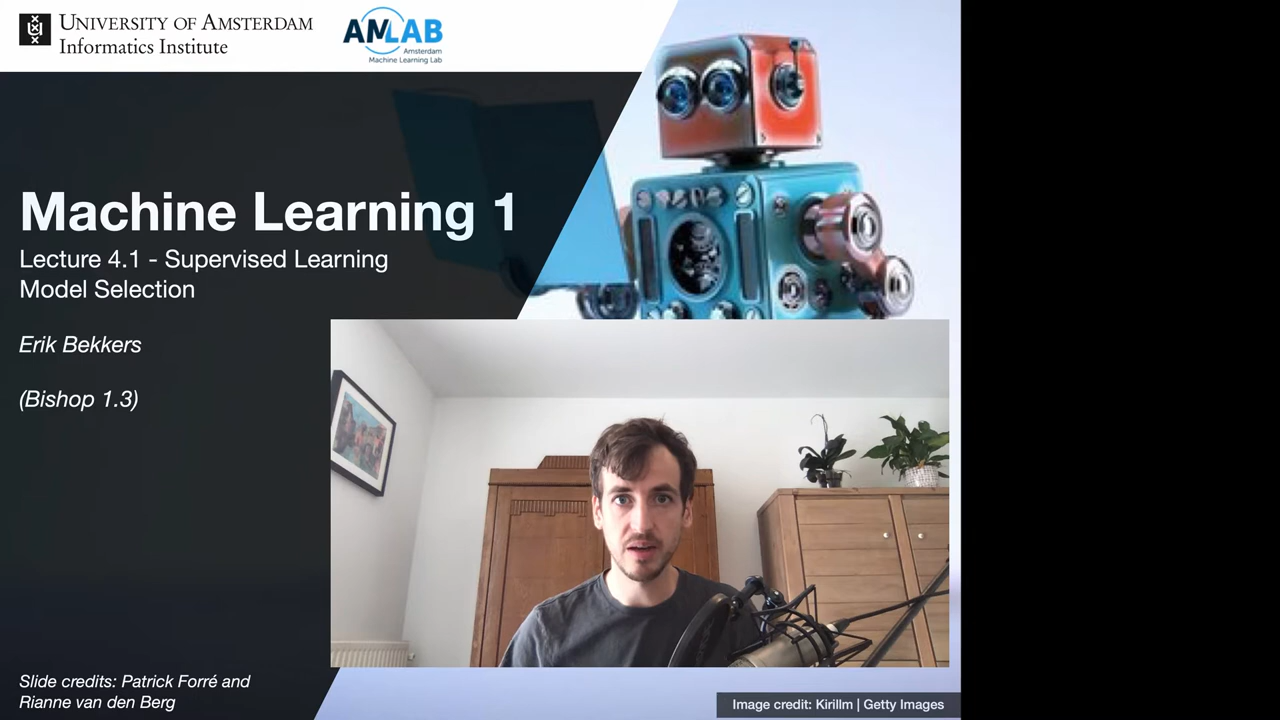 UNIVERSITY OF AMSTERDAM
Informatics Institute
AMLAB
Amsterdam
Machine Learning Lab
Machine Learning 1
Lecture 4.1 - Supervised Learning
Model Selection
Erik Bekkers
(Bishop 1.3)
Slide credits: Patrick Forré and
Rianne van den Berg
Image credit: Kirillm | Getty Images